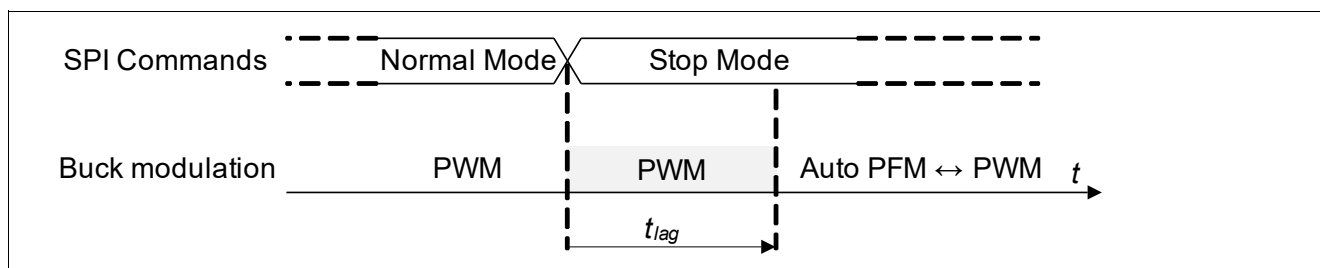 SPI Commands Normal Mode Stop Mode
Buck modulation PWM PWM Auto PFM ↔ PWM t
tlag